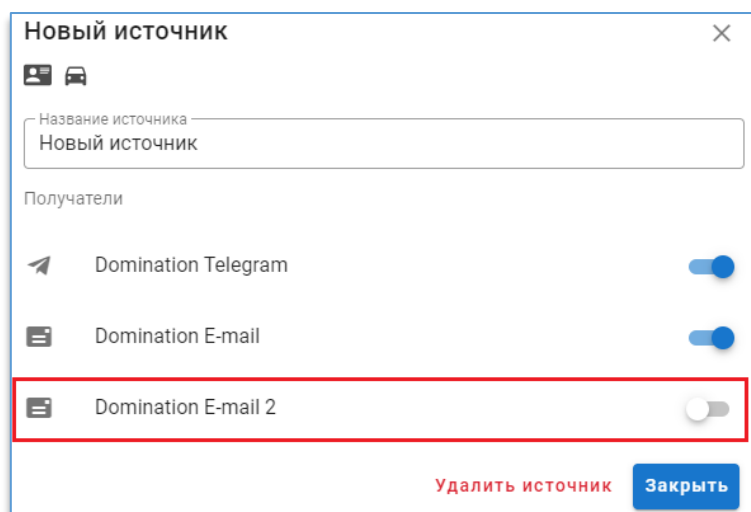 Новый источник
Название источника
Новый источник
Получатели
Domination Telegram
Domination E-mail
Domination E-mail 2
Удалить источник Закрыть